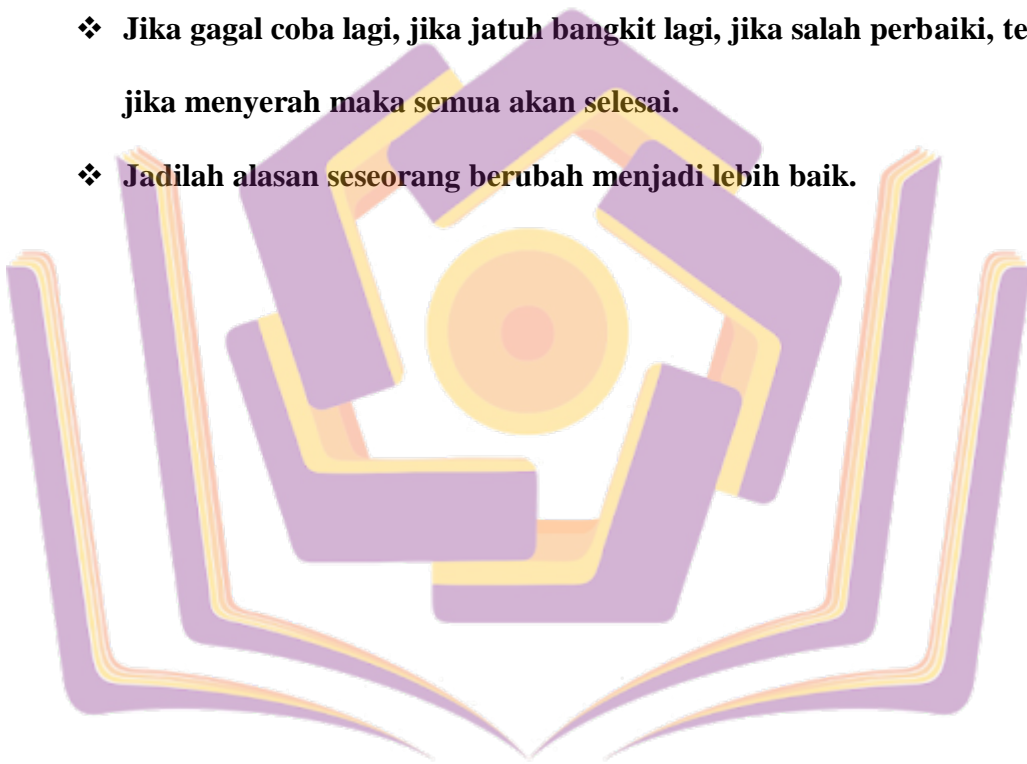 ❖ Jika gagal coba lagi, jika jatuh bangkit lagi, jika salah perbaiki,
jika menyerah maka semua akan selesai.
❖ Jadilah alasan seseorang berubah menjadi lebih baik.